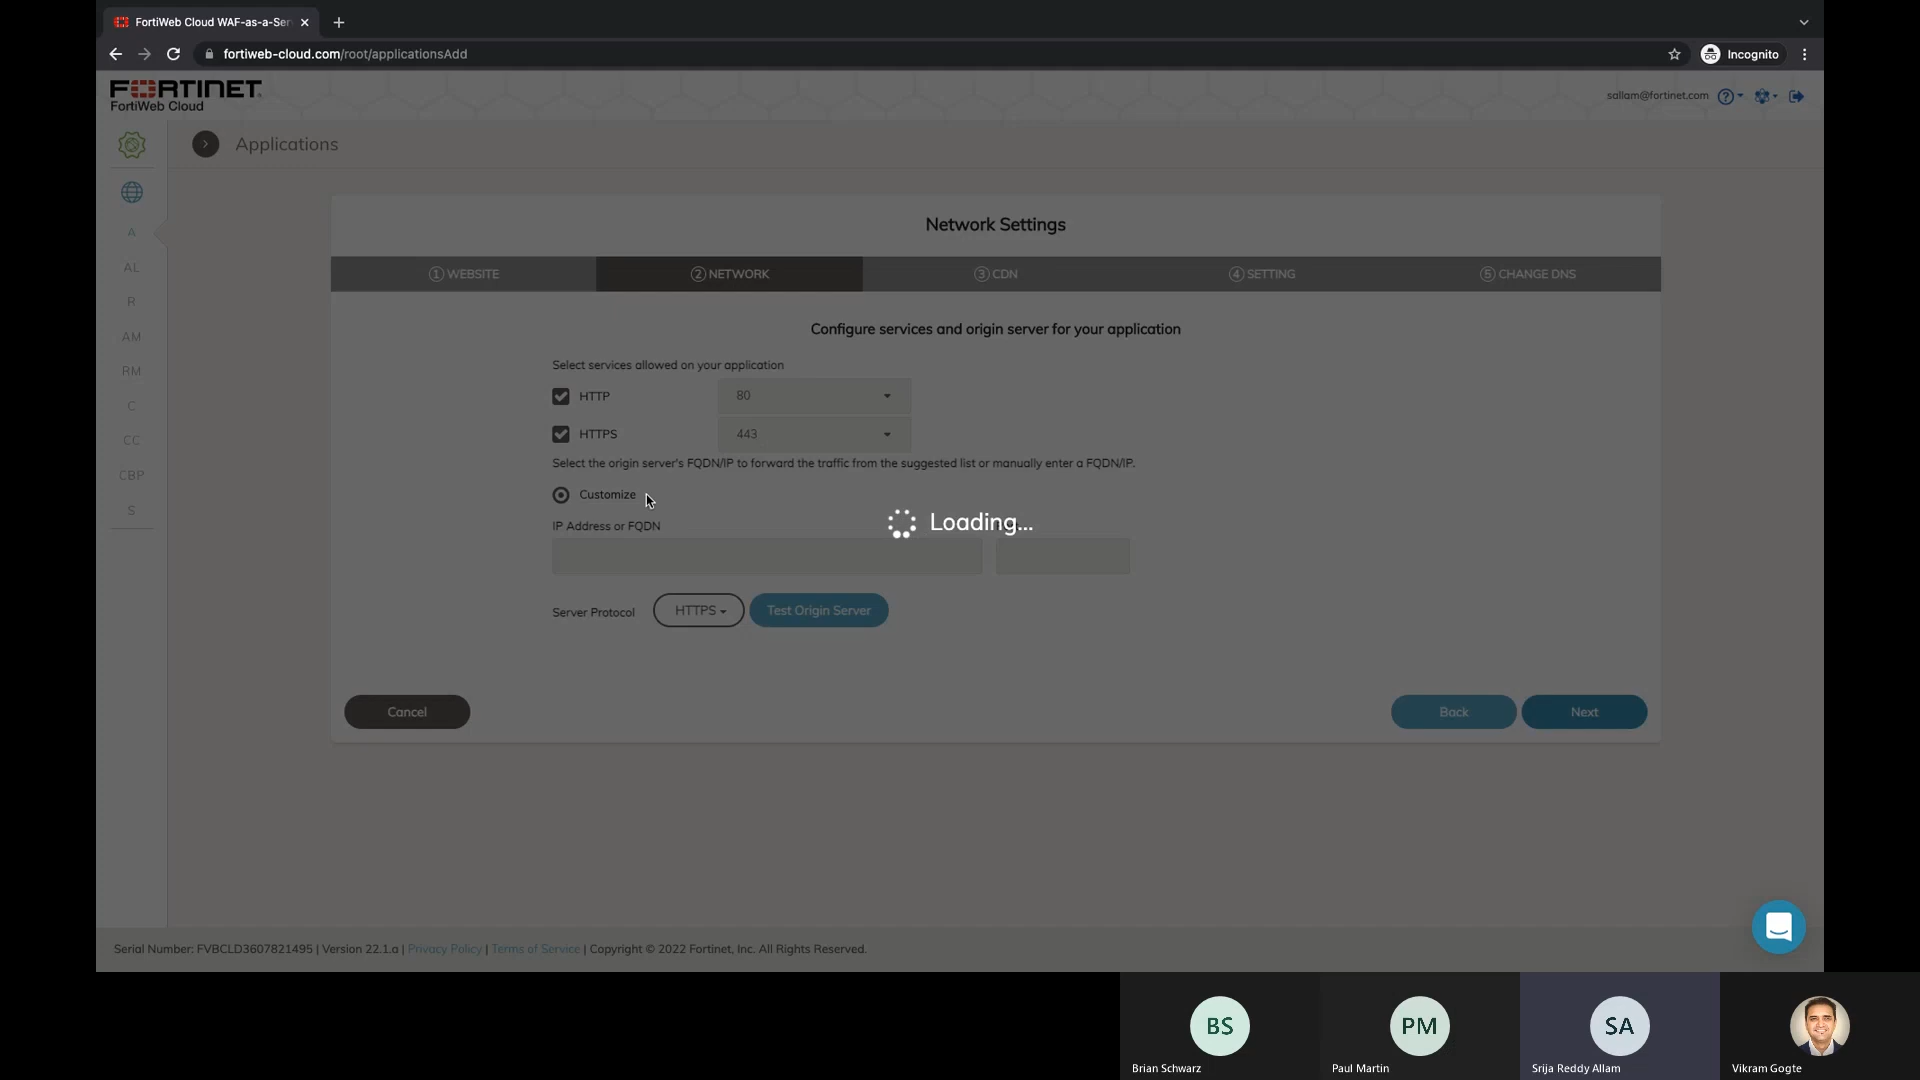 FortiWeb Cloud WAF-as-a-Ser
fortiweb-cloud.com/root/applicationsAdd
Incognito
FORTINET
FortiWeb Cloud
sallam@fortinet.com
Applications
A
AL
R
AM
RM
C
CC
CBP
S
Network Settings
1 WEBSITE
2 NETWORK
3 CDN
4 SETTING
5 CHANGE DNS
Configure services and origin server for your application
Select services allowed on your application
HTTP
80
HTTPS
443
Select the origin server's FQDN/IP to forward the traffic from the suggested list or manually enter a FQDN/IP.
Customize
IP Address or FQDN
Loading...
Server Protocol
HTTPS
Test Origin Server
Cancel
Back
Next
Serial Number: FVBCLD3607821495 | Version 22.1.a | Privacy Policy | Terms of Service | Copyright © 2022 Fortinet, Inc. All Rights Reserved.
BS
PM
SA
Brian Schwarz
Paul Martin
Srija Reddy Allam
Vikram Gogte